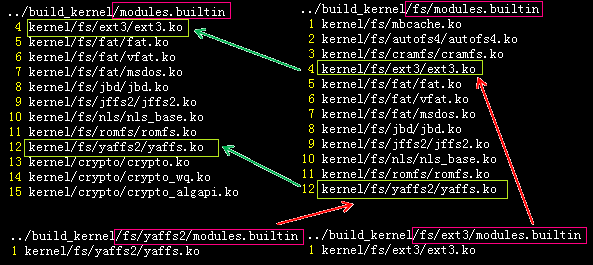 ../build_kernel/modules.builtin
4 kernel/fs/ext3/ext3.ko
5 kernel/fs/fat/fat.ko
6 kernel/fs/fat/vfat.ko
7 kernel/fs/fat/msdos.ko
8 kernel/fs/jbd/jbd.ko
9 kernel/fs/jffs2/jffs2.ko
10 kernel/fs/nls/nls_base.ko
11 kernel/fs/romfs/romfs.ko
12 kernel/fs/yaffs2/yaffs.ko
13 kernel/crypto/crypto.ko
14 kernel/crypto/crypto_wq.ko
15 kernel/crypto/crypto_algapi.ko
../build_kernel/fs/modules.builtin
1 kernel/fs/mbcache.ko
2 kernel/fs/autofs4/autofs4.ko
3 kernel/fs/cramfs/cramfs.ko
4 kernel/fs/ext3/ext3.ko
5 kernel/fs/fat/fat.ko
6 kernel/fs/fat/vfat.ko
7 kernel/fs/fat/msdos.ko
8 kernel/fs/jbd/jbd.ko
9 kernel/fs/jffs2/jffs2.ko
10 kernel/fs/nls/nls_base.ko
11 kernel/fs/romfs/romfs.ko
12 kernel/fs/yaffs2/yaffs.ko
../build_kernel/fs/yaffs2/modules.builtin
1 kernel/fs/yaffs2/yaffs.ko
../build_kernel/fs/ext3/modules.builtin
1 kernel/fs/ext3/ext3.ko